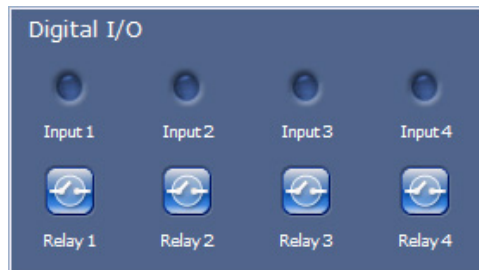 Digital I/O
Input 1 Input 2 Input 3 Input 4
Relay 1 Relay 2 Relay 3 Relay 4